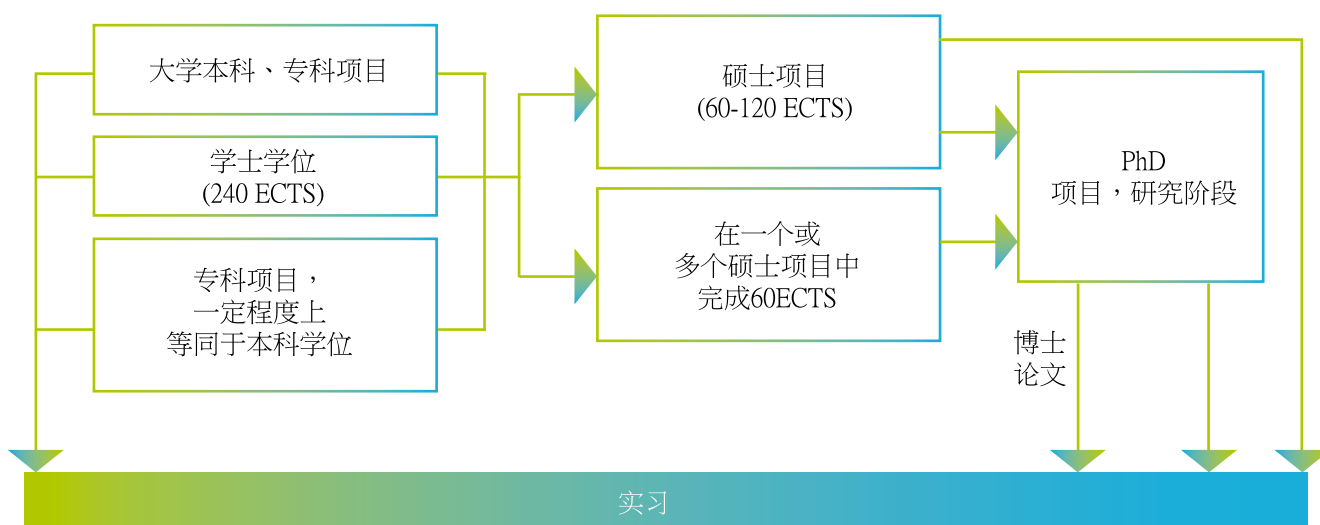 大学本科、专科项目
学士学位
(240 ECTS)
专科项目，
一定程度上
等同于本科学位
硕士项目
(60-120 ECTS)
在一个或
多个硕士项目中
完成60ECTS
PhD
项目，研究阶段
博士
论文
实习